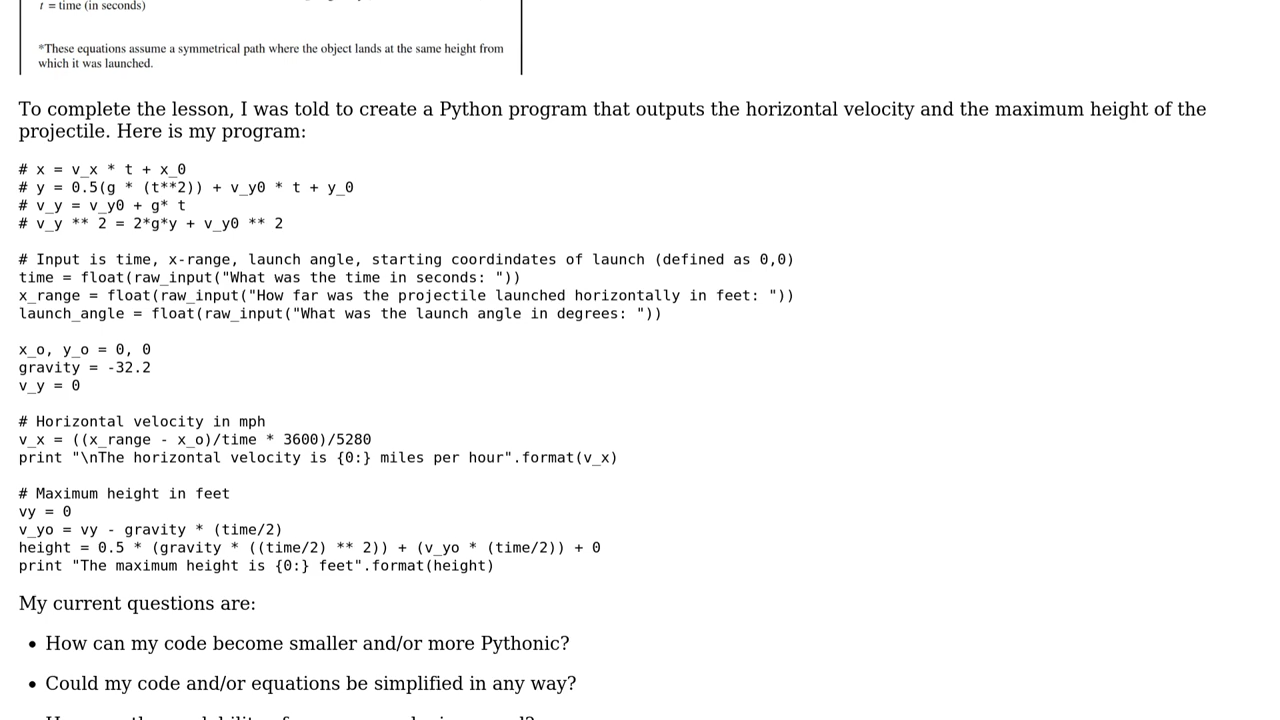 t = time (in seconds)
*These equations assume a symmetrical path where the object lands at the same height from
which it was launched.
To complete the lesson, I was told to create a Python program that outputs the horizontal velocity and the maximum height of the
projectile. Here is my program:
# x = v_x * t + x_0
# y = 0.5(g * (t**2)) + v_y0 * t + y_0
# v_y = v_y0 + g* t
# v_y ** 2 = 2*g*y + v_y0 ** 2
# Input is time, x-range, launch angle, starting coordindates of launch (defined as 0,0)
time = float(raw_input("What was the time in seconds: "))
x_range = float(raw_input("How far was the projectile launched horizontally in feet: "))
launch_angle = float(raw_input("What was the launch angle in degrees: "))
x_o, y_o = 0, 0
gravity = -32.2
v_y = 0
# Horizontal velocity in mph
v_x = ((x_range - x_o)/time * 3600)/5280
print "\nThe horizontal velocity is {0:} miles per hour".format(v_x)
# Maximum height in feet
vy = 0
v_yo = vy - gravity * (time/2)
height = 0.5 * (gravity * ((time/2) ** 2)) + (v_yo * (time/2)) + 0
print "The maximum height is {0:} feet".format(height)
My current questions are:
• How can my code become smaller and/or more Pythonic?
• Could my code and/or equations be simplified in any way?